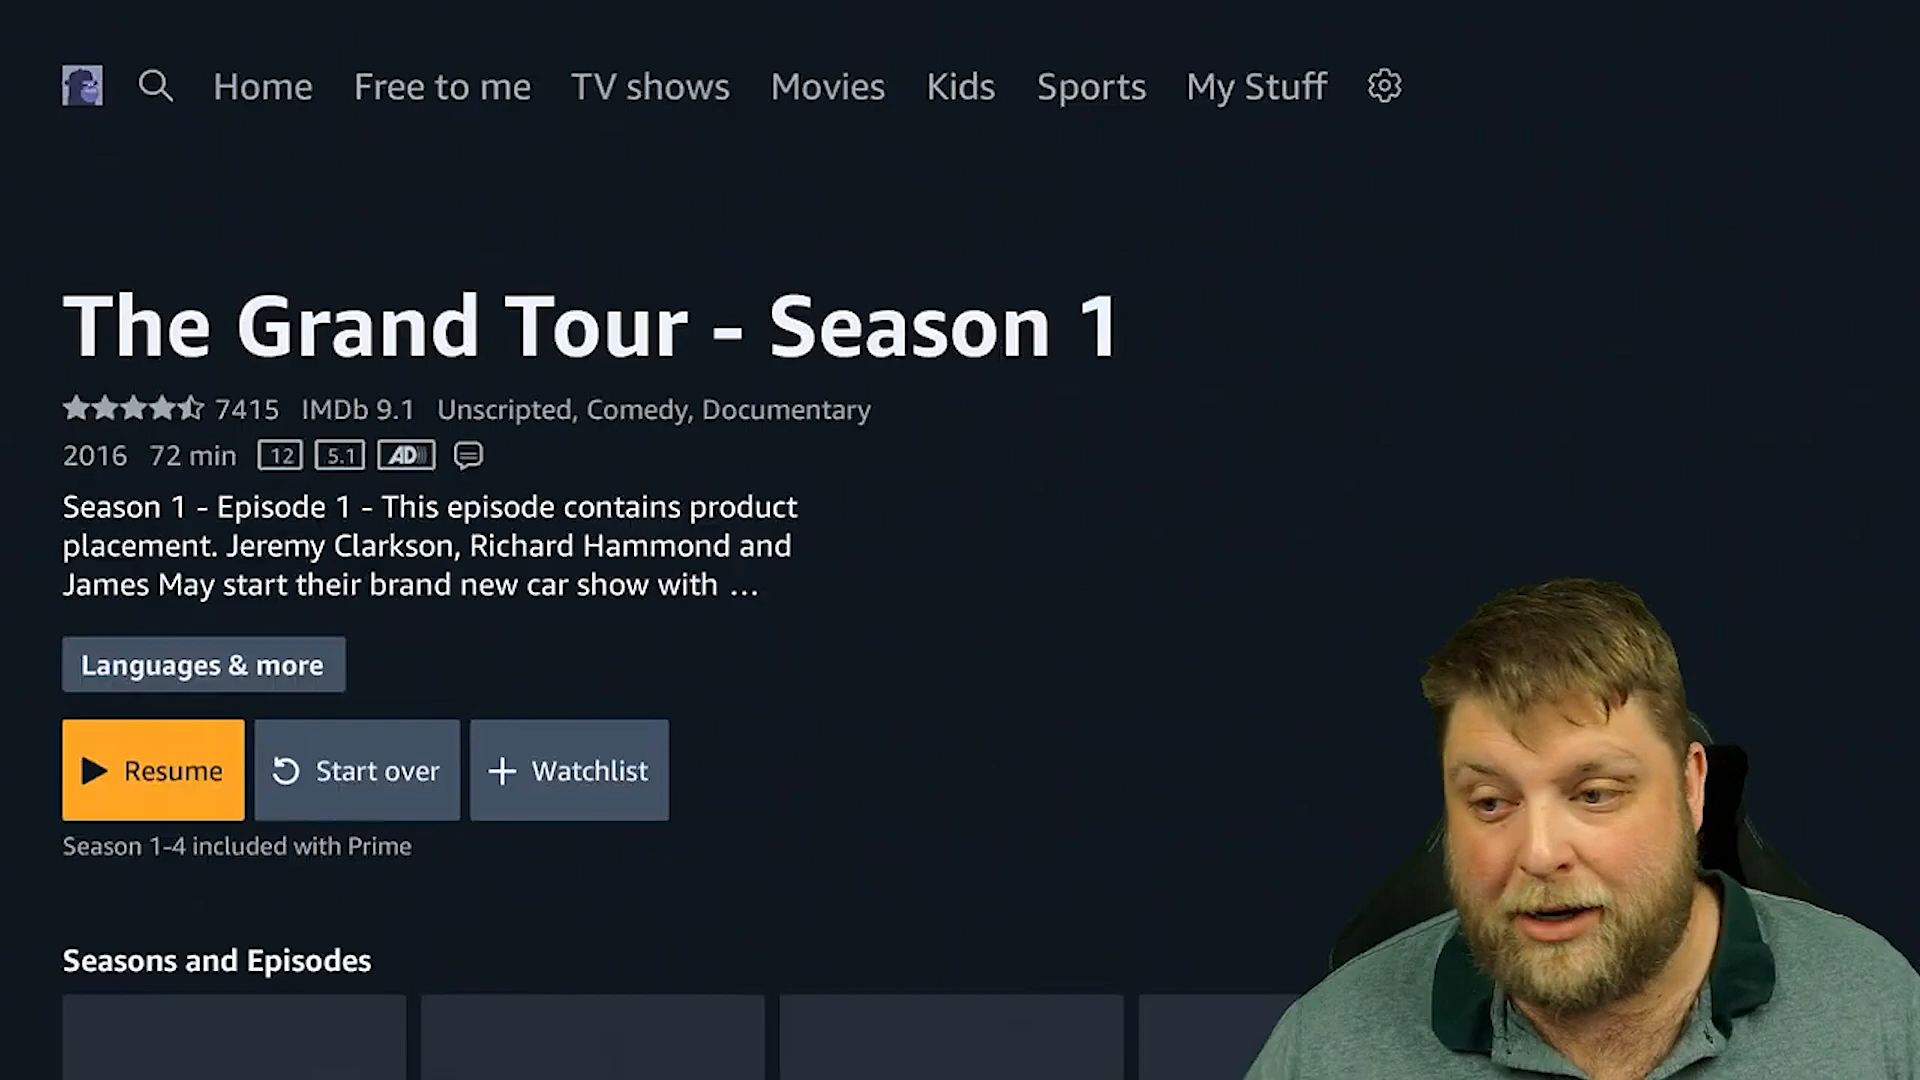 Home Free to me TV shows Movies Kids Sports My Stuff
The Grand Tour - Season 1
7415 IMDb 9.1 Unscripted, Comedy, Documentary
2016 72 min 12 5.1 AD
Season 1 - Episode 1 - This episode contains product
placement. Jeremy Clarkson, Richard Hammond and
James May start their brand new car show with ...
Languages & more
Resume Start over Watchlist
Season 1-4 included with Prime
Seasons and Episodes